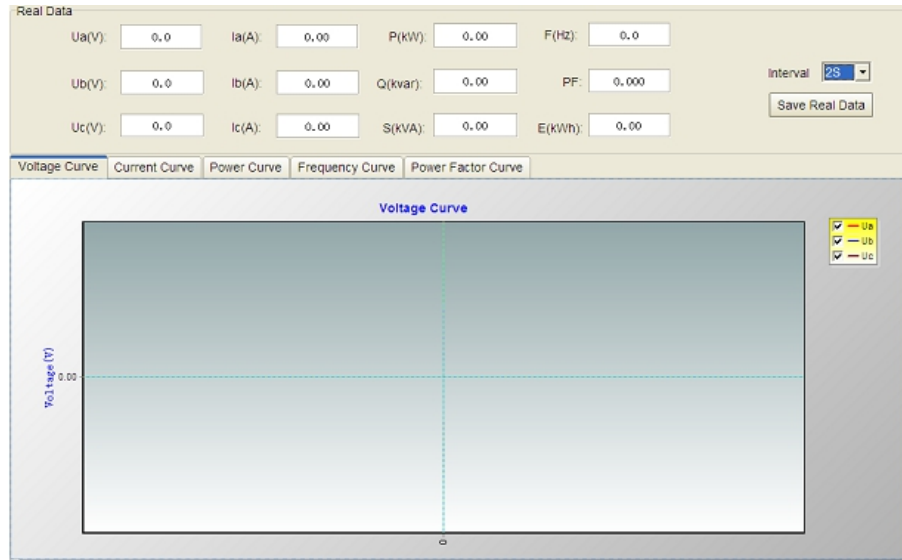 Real Data
Ua(V): 0.0 Ia(A): 0.00 P(kW): 0.00 F(Hz): 0.0
Ub(V): 0.0 Ib(A): 0.00 Q(kvar): 0.00 PF: 0.000 Interval 2S
Save Real Data
Uc(V): 0.0 Ic(A): 0.00 S(kVA): 0.00 E(kWh): 0.00
Voltage Curve Current Curve Power Curve Frequency Curve Power Factor Curve
Voltage Curve
Ua
Ub
Uc
Voltage(V)
0.00
0